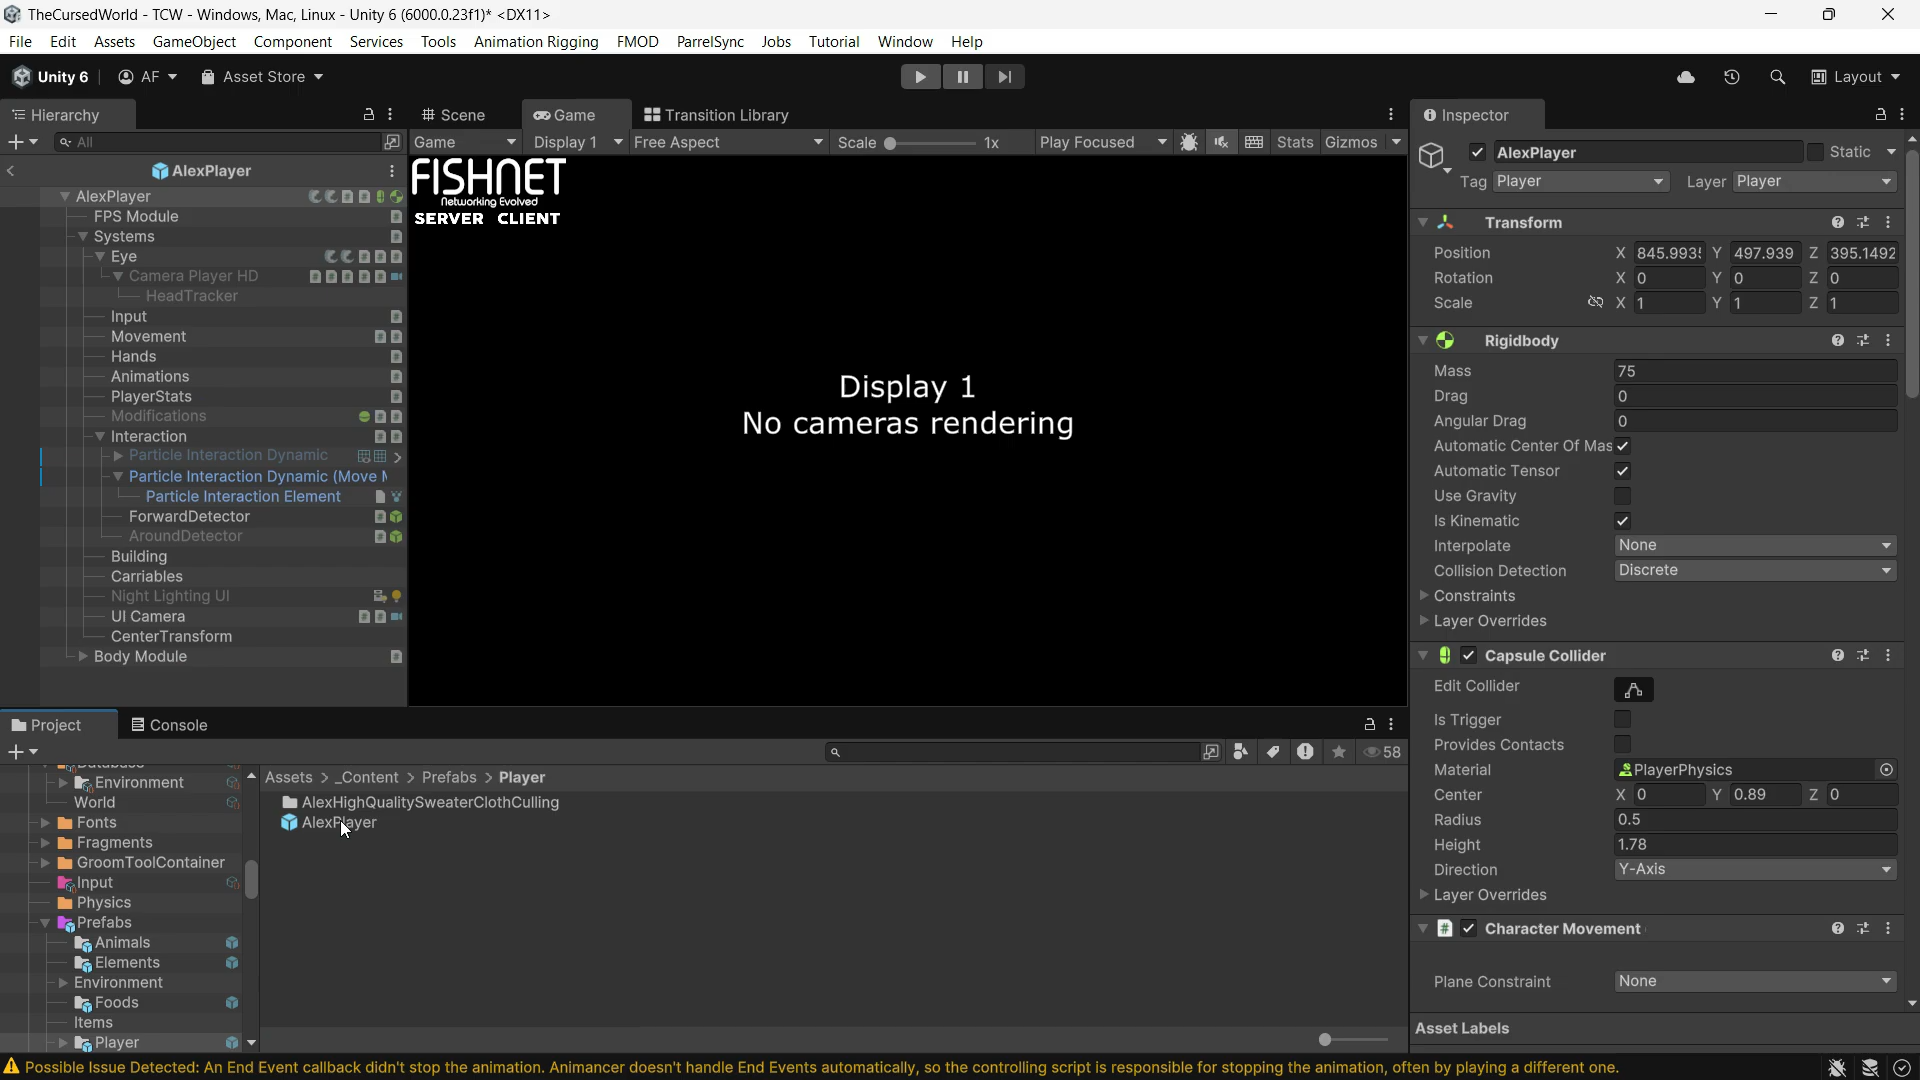 TheCursedWorld - TCW - Windows, Mac, Linux - Unity 6 (6000.0.23f1)* <DX11>
File Edit Assets GameObject Component Services Tools Animation Rigging FMOD ParrelSync Jobs Tutorial Window Help
Unity 6 AF Asset Store Layout
Hierarchy
All
AlexPlayer
AlexPlayer
FPS Module
Systems
Eye
Camera Player HD
HeadTracker
Input
Movement
Hands
Animations
PlayerStats
Modifications
Interaction
Particle Interaction Dynamic
Particle Interaction Dynamic (Move
Particle Interaction Element
ForwardDetector
AroundDetector
Building
Carriables
Night Lighting UI
UI Camera
CenterTransform
Body Module
Scene Game Transition Library
Game Display 1 Free Aspect Scale 1x Play Focused Stats Gizmos
FISHNET
Networking Evolved
SERVER CLIENT
Display 1
No cameras rendering
Inspector
AlexPlayer Static
Tag Player Layer Player
Transform
Position X 845.993 Y 497.939 Z 395.1492
Rotation X 0 Y 0 Z 0
Scale X 1 Y 1 Z 1
Rigidbody
Mass 75
Drag 0
Angular Drag 0
Automatic Center Of Mas
Automatic Tensor
Use Gravity
Is Kinematic
Interpolate None
Collision Detection Discrete
Constraints
Layer Overrides
Capsule Collider
Edit Collider
Is Trigger
Provides Contacts
Material PlayerPhysics
Center X 0 Y 0.89 Z 0
Radius 0.5
Height 1.78
Direction Y-Axis
Layer Overrides
Character Movement
Plane Constraint None
Asset Labels
Project Console
58
Environment
World
Fonts
Fragments
GroomToolContainer
Input
Physics
Prefabs
Animals
Elements
Environment
Foods
Items
Player
Assets > _Content > Prefabs > Player
AlexHighQualitySweaterClothCulling
AlexPlayer
Possible Issue Detected: An End Event callback didn't stop the animation. Animancer doesn't handle End Events automatically, so the controlling script is responsible for stopping the animation, often by playing a different one.